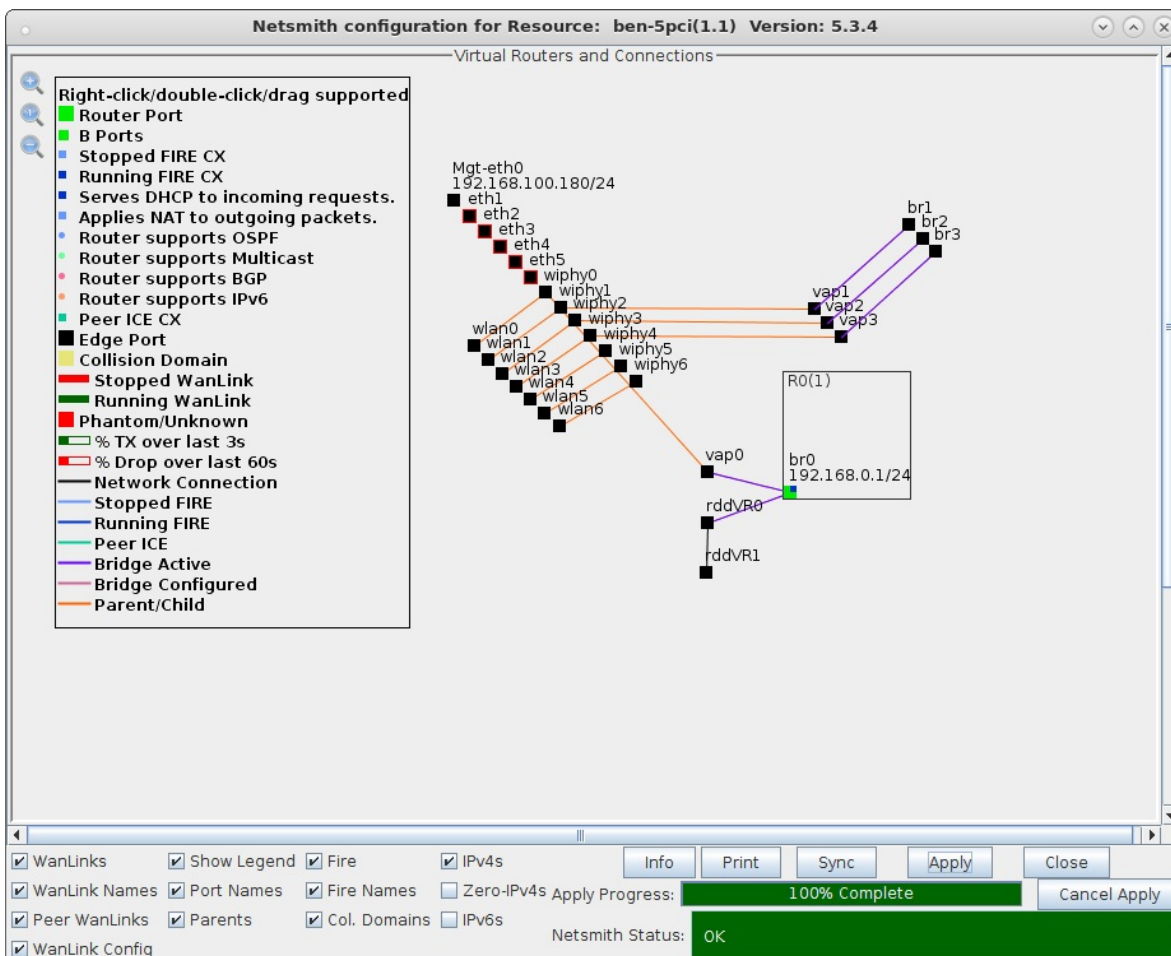 Netsmith configuration for Resource:  ben-5pci(1.1)  Version: 5.3.4
Virtual Routers and Connections
Right-click/double-click/drag supported
Router Port
B Ports
Stopped FIRE CX
Running FIRE CX
Serves DHCP to incoming requests.
Applies NAT to outgoing packets.
Router supports OSPF
Router supports Multicast
Router supports BGP
Router supports IPv6
Peer ICE CX
Edge Port
Collision Domain
Stopped WanLink
Running WanLink
Phantom/Unknown
% TX over last 3s
% Drop over last 60s
Network Connection
Stopped FIRE
Running FIRE
Peer ICE
Bridge Active
Bridge Configured
Parent/Child
Mgt-eth0
192.168.100.180/24
eth1
eth2
eth3
eth4
eth5
wiphy0
wiphy1
wiphy2
wiphy3
wiphy4
wiphy5
wiphy6
wlan0
wlan1
wlan2
wlan3
wlan4
wlan5
wlan6
br1
br2
br3
vap1
vap2
vap3
R0(1)
br0
192.168.0.1/24
vap0
rddVR0
rddVR1
WanLinks Show Legend Fire IPv4s Info Print Sync Apply Close
WanLink Names Port Names Fire Names Zero-IPv4s Apply Progress: 100% Complete Cancel Apply
Peer WanLinks Parents Col. Domains IPv6s
WanLink Config Netsmith Status: OK